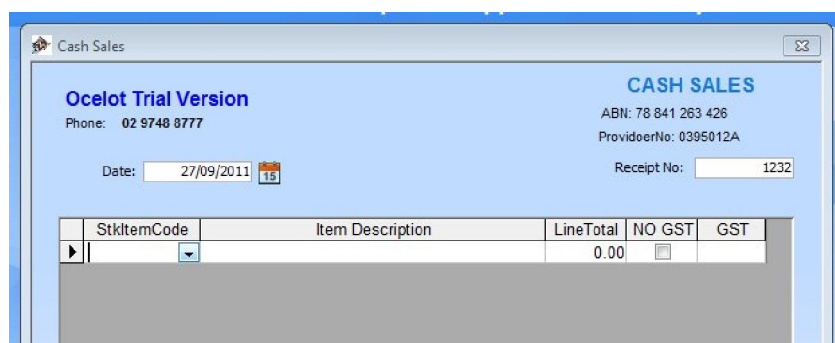 Cash Sales
Ocelot Trial Version
Phone: 02 9748 8777
CASH SALES
ABN: 78 841 263 426
ProvidoerNo: 0395012A
Date: 27/09/2011 15
Receipt No: 1232
StkItemCode Item Description LineTotal NO GST GST
0.00